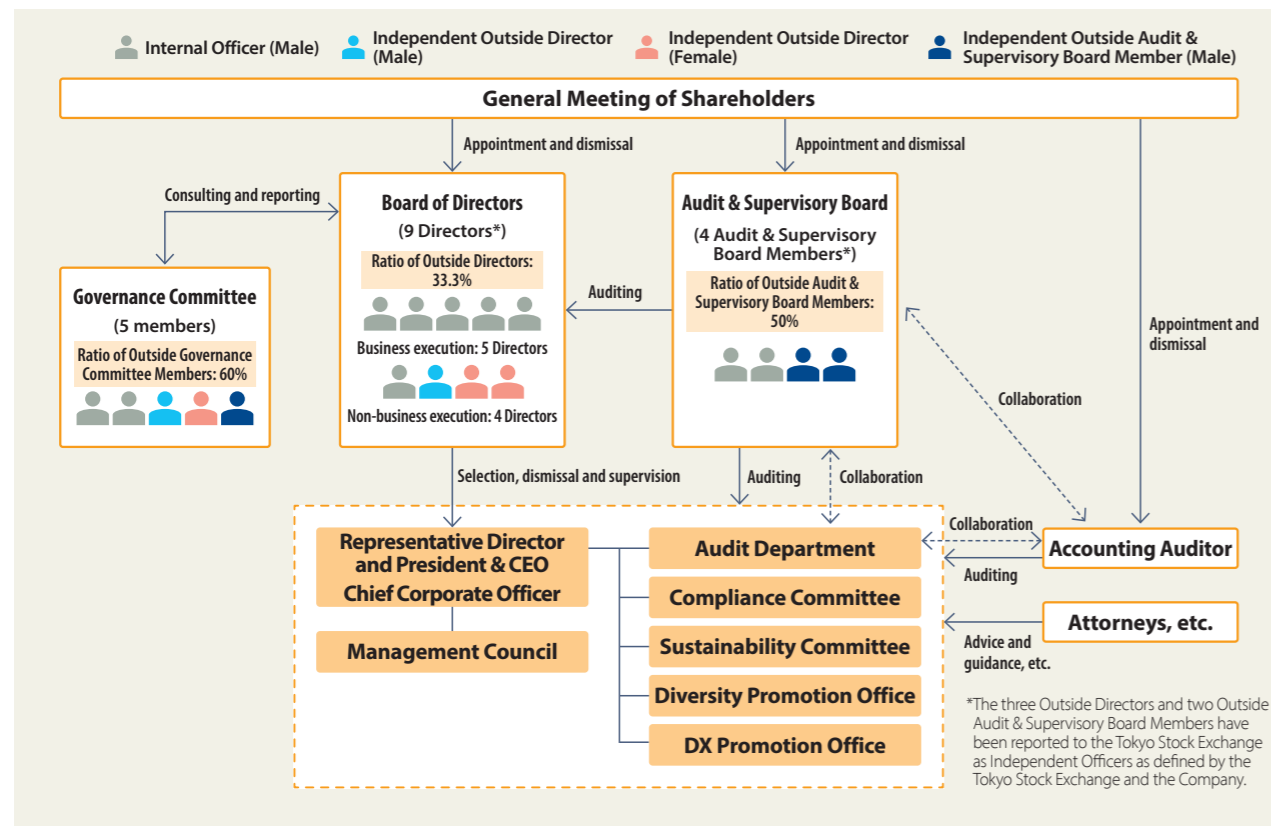 Internal Officer (Male)
Independent Outside Director
(Male)
Independent Outside Director
(Female)
Independent Outside Audit &
Supervisory Board Member (Male)
General Meeting of Shareholders
Appointment and dismissal
Appointment and dismissal
Consulting and reporting
Board of Directors
(9 Directors*)
Ratio of Outside Directors:
33.3%
Business execution: 5 Directors
Non-business execution: 4 Directors
Auditing
Audit & Supervisory Board
(4 Audit & Supervisory
Board Members*)
Ratio of Outside Audit &
Supervisory Board Members:
50%
Governance Committee
(5 members)
Ratio of Outside Governance
Committee Members: 60%
Appointment and
dismissal
Collaboration
Selection, dismissal and supervision
Auditing
Collaboration
Representative Director
and President & CEO
Chief Corporate Officer
Management Council
Audit Department
Compliance Committee
Sustainability Committee
Diversity Promotion Office
DX Promotion Office
Collaboration
Auditing
Accounting Auditor
Attorneys, etc.
Advice and
guidance, etc.
*The three Outside Directors and two Outside
Audit & Supervisory Board Members have
been reported to the Tokyo Stock Exchange
as Independent Officers as defined by the
Tokyo Stock Exchange and the Company.